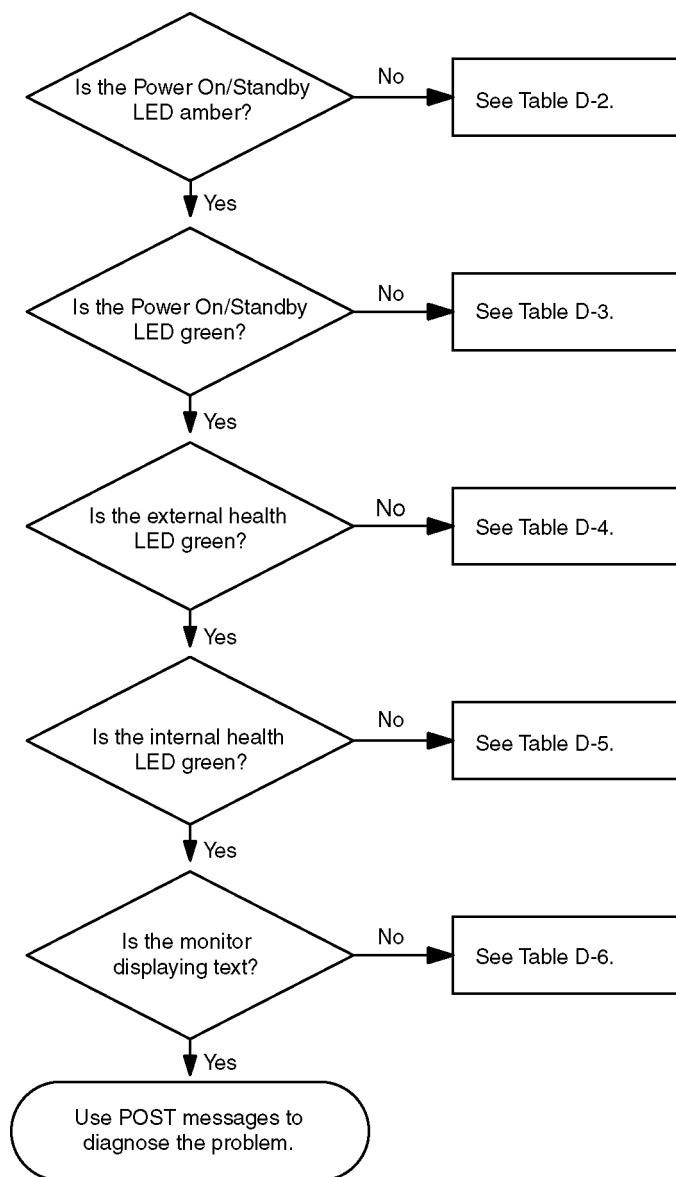 Is the Power On/Standby
LED amber?
No
See Table D-2.
Yes
Is the Power On/Standby
LED green?
No
See Table D-3.
Yes
Is the external health
LED green?
No
See Table D-4.
Yes
Is the internal health
LED green?
No
See Table D-5.
Yes
Is the monitor
displaying text?
No
See Table D-6.
Yes
Use POST messages to
diagnose the problem.